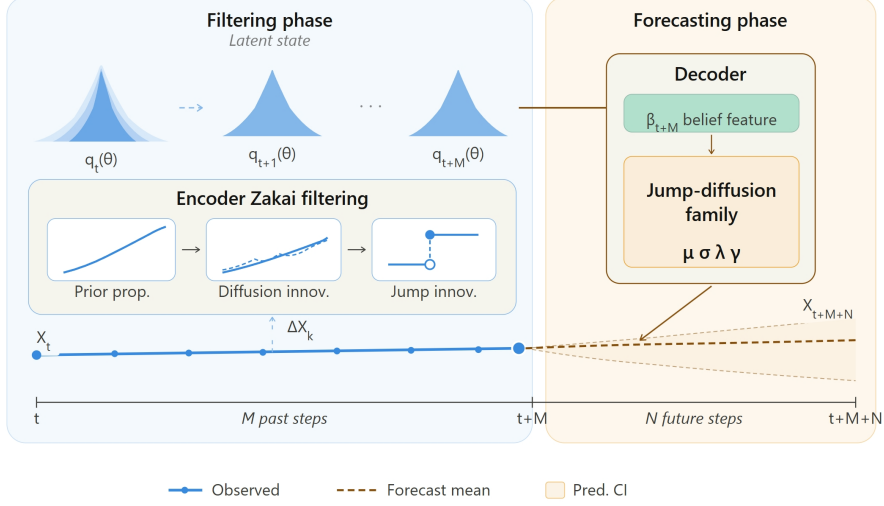 Filtering phase
Latent state
. . .
q_t(θ)
q_{t+1}(θ)
q_{t+M}(θ)
Encoder Zakai filtering
Prior prop.
Diffusion innov.
Jump innov.
X_t
ΔX_k
Forecasting phase
Decoder
β_{t+M} belief feature
Jump-diffusion
family
μ σ λ γ
X_{t+M+N}
t
M past steps
t+M
N future steps
t+M+N
Observed
Forecast mean
Pred. CI